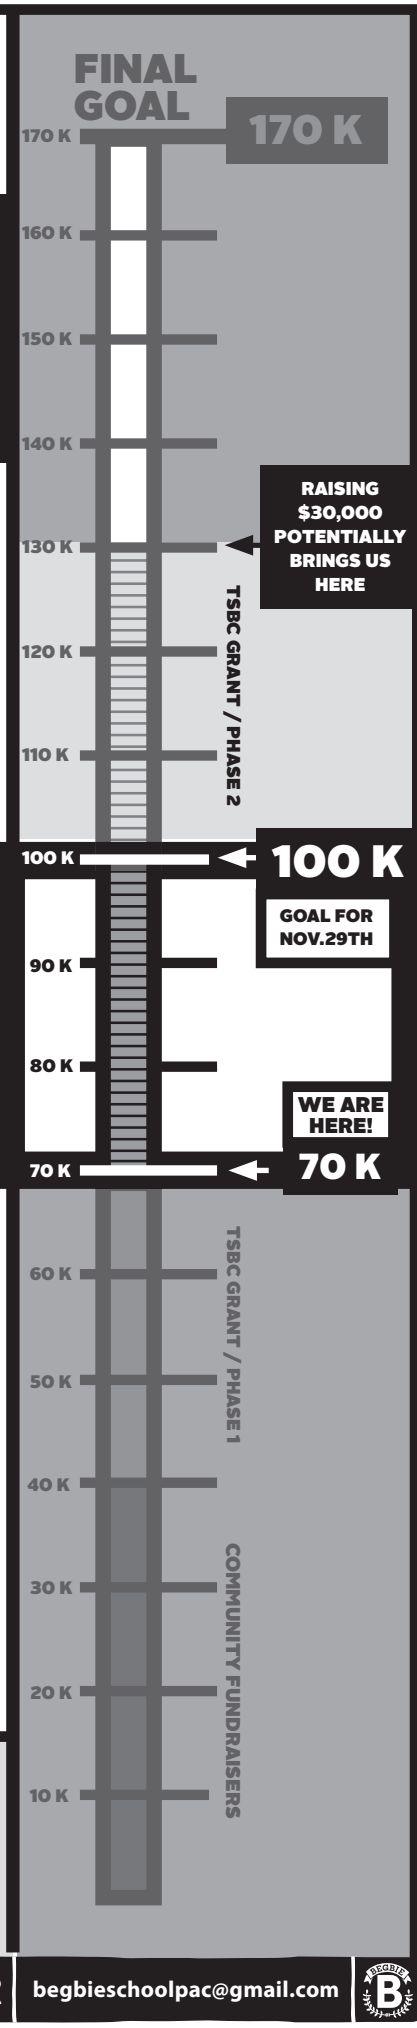 FINAL
GOAL
170 K
170 K
160 K
150 K
140 K
RAISING
$30,000
POTENTIALLY
BRINGS US
HERE
130 K
TSBC GRANT / PHASE 2
120 K
110 K
100 K
100 K
GOAL FOR
NOV.29TH
90 K
80 K
WE ARE
HERE!
70 K
70 K
TSBC GRANT / PHASE 1
60 K
50 K
40 K
COMMUNITY FUNDRAISERS
30 K
20 K
10 K
begbieschoolpac@gmail.com
BEGBIE
B